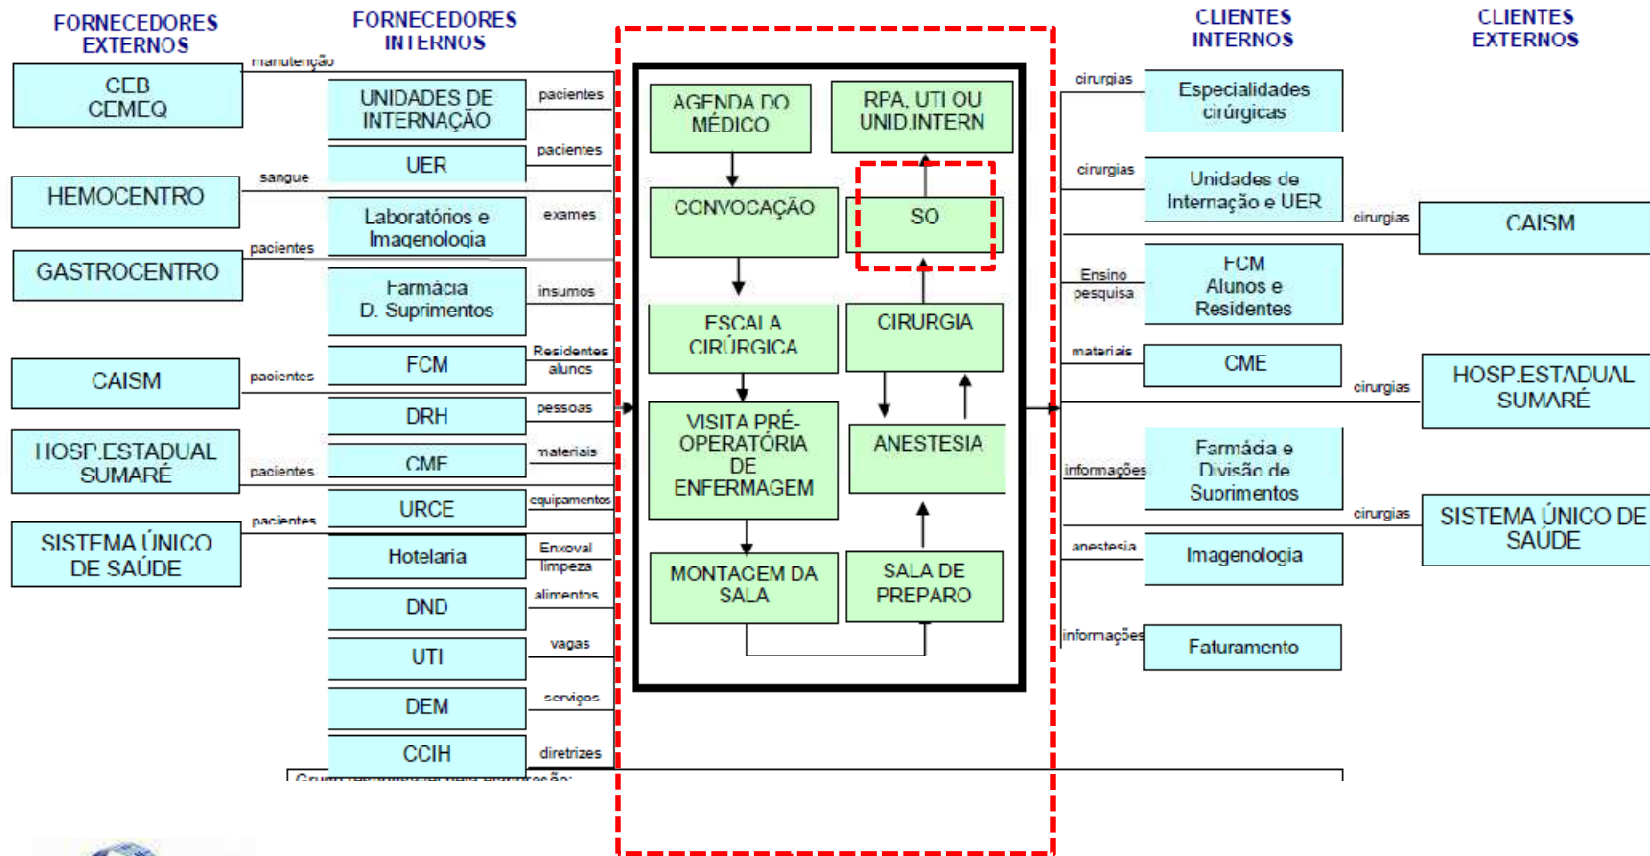 FORNECEDORES
EXTERNOS
CEB
CEMEQ
HEMOCENTRO
GASTROCENTRO
CAISM
HOSP.ESTADUAL
SUMARÉ
SISTEMA ÚNICO
DE SAÚDE
manutenção
sangue
pacientes
pacientes
pacientes
pacientes
FORNECEDORES
INTERNOS
UNIDADES DE
INTERNAÇÃO
pacientes
UER
pacientes
Laboratórios e
Imagenologia
exames
Farmácia
D. Suprimentos
insumos
FCM
Residentes
alunos
DRH
pessoas
CME
materiais
URCE
equipamentos
Hotelaria
Enxoval
limpeza
DND
alimentos
UTI
vagas
DEM
serviços
CCIH
diretrizes
AGENDA DO
MÉDICO
CONVOCAÇÃO
ESCALA
CIRÚRGICA
VISITA PRÉ-
OPERATÓRIA
DE
ENFERMAGEM
MONTAGEM DA
SALA
RPA, UTI OU
UNID.INTERN
SO
CIRURGIA
ANESTESIA
SALA DE
PREPARO
CLIENTES
INTERNOS
cirurgias
Especialidades
cirúrgicas
cirurgias
Unidades de
Internação e UER
Ensino
pesquisa
FCM
Alunos e
Residentes
materiais
CME
informações
Farmácia e
Divisão de
Suprimentos
anestesia
Imagenologia
informações
Faturamento
CLIENTES
EXTERNOS
cirurgias
CAISM
cirurgias
HOSP.ESTADUAL
SUMARÉ
cirurgias
SISTEMA ÚNICO DE
SAÚDE